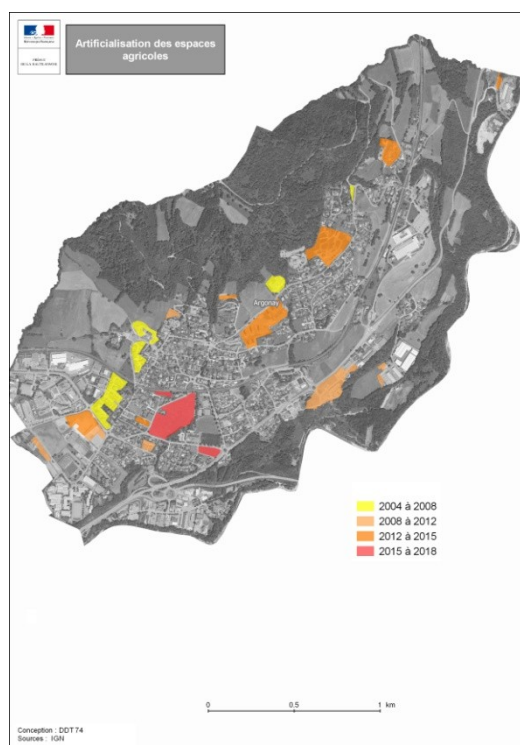 Artificialisation des espaces
agricoles
Argonay
2004 à 2008
2008 à 2012
2012 à 2015
2015 à 2018
0
0.5
1
km
Conception : DDT 74
Sources : IGN